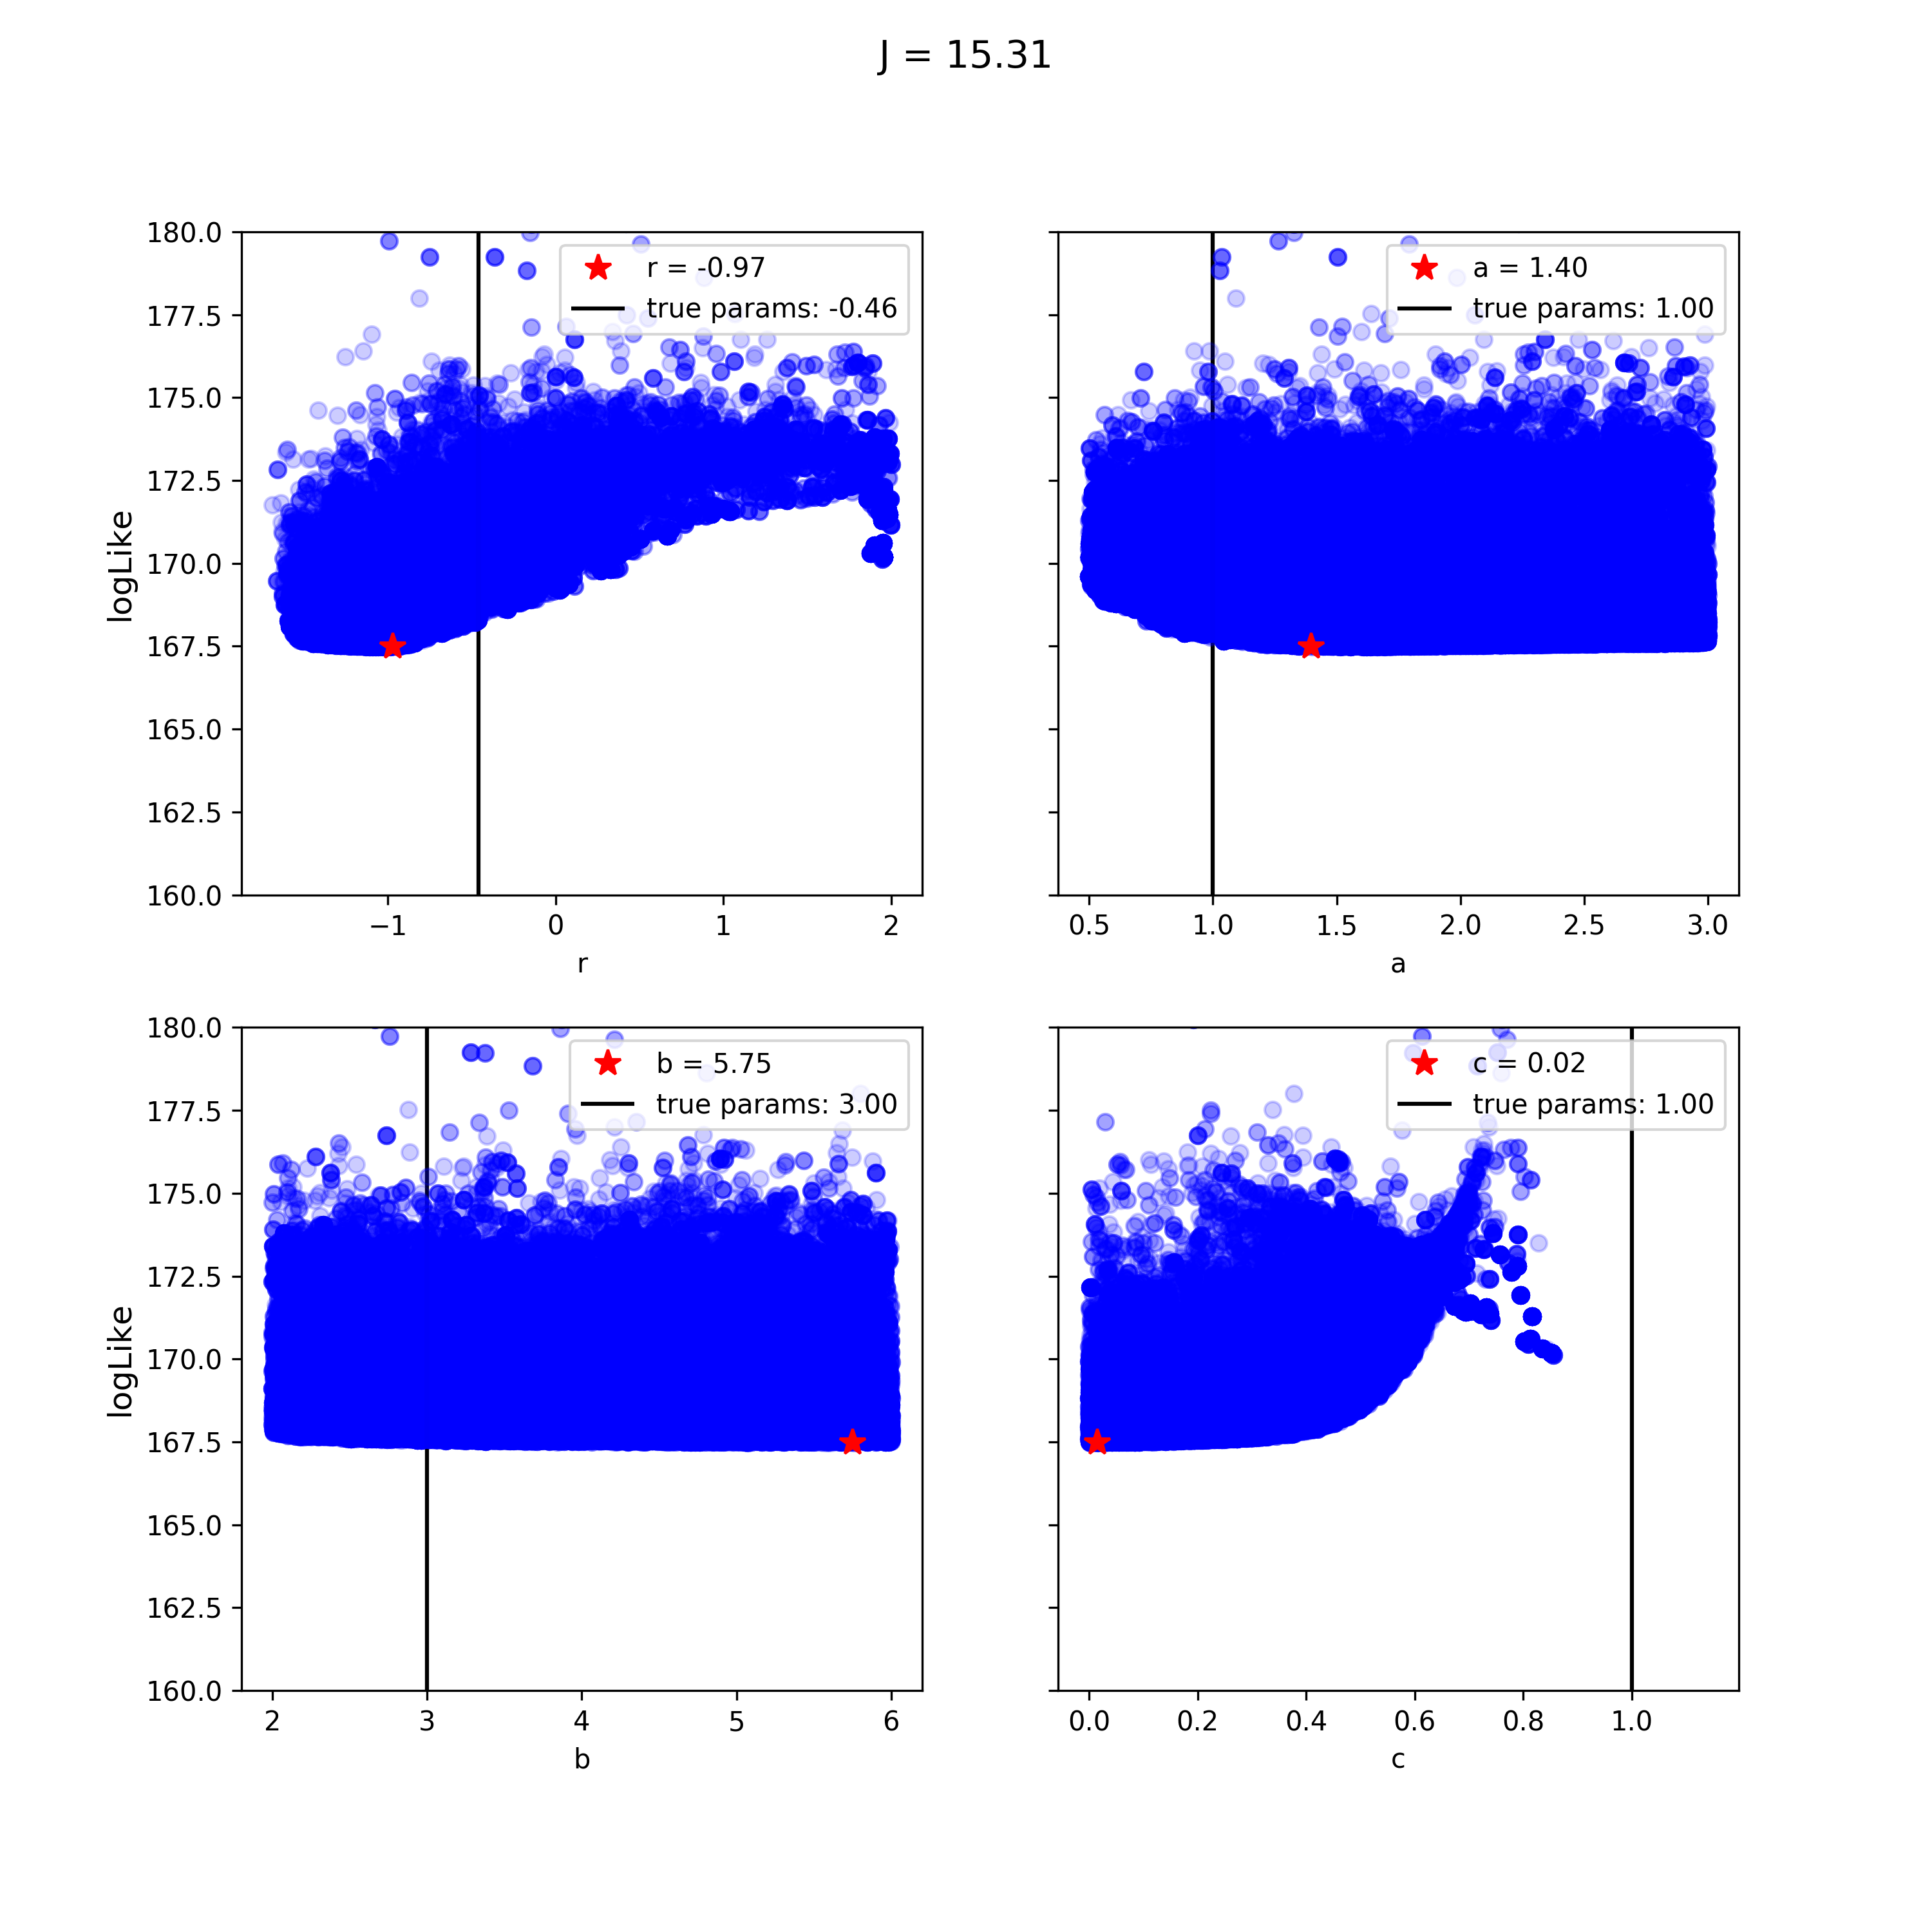 J = 15.31
180.0
177.5
175.0
172.5
170.0
167.5
165.0
162.5
160.0
logLike
r = -0.97
true params: -0.46
−1 0 1 2
r
a = 1.40
true params: 1.00
0.5 1.0 1.5 2.0 2.5 3.0
a
180.0
177.5
175.0
172.5
170.0
167.5
165.0
162.5
160.0
logLike
b = 5.75
true params: 3.00
2 3 4 5 6
b
c = 0.02
true params: 1.00
0.0 0.2 0.4 0.6 0.8 1.0
c